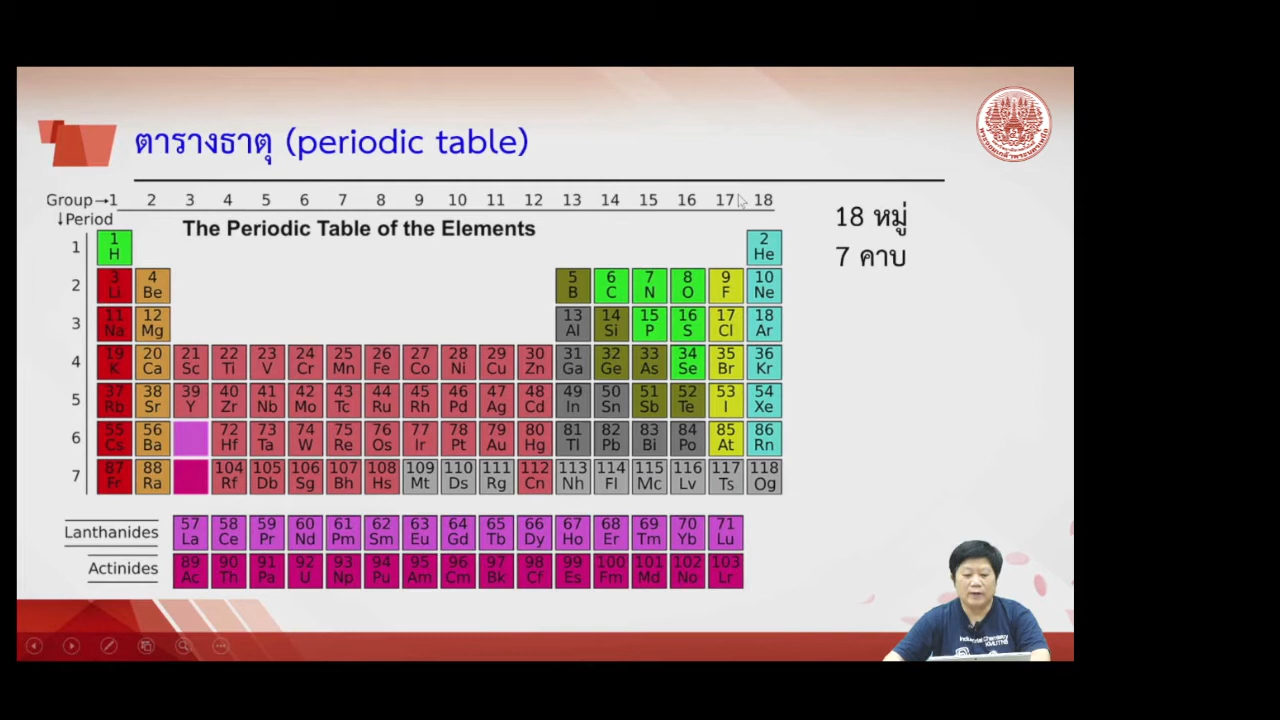 ตารางธาตุ (periodic table)
Group→1 2 3 4 5 6 7 8 9 10 11 12 13 14 15 16 17 18
↓Period
The Periodic Table of the Elements
18 หมู่
7 คาบ
1 1 H 2 He
2 3 Li 4 Be 5 B 6 C 7 N 8 O 9 F 10 Ne
3 11 Na 12 Mg 13 Al 14 Si 15 P 16 S 17 Cl 18 Ar
4 19 K 20 Ca 21 Sc 22 Ti 23 V 24 Cr 25 Mn 26 Fe 27 Co 28 Ni 29 Cu 30 Zn 31 Ga 32 Ge 33 As 34 Se 35 Br 36 Kr
5 37 Rb 38 Sr 39 Y 40 Zr 41 Nb 42 Mo 43 Tc 44 Ru 45 Rh 46 Pd 47 Ag 48 Cd 49 In 50 Sn 51 Sb 52 Te 53 I 54 Xe
6 55 Cs 56 Ba 72 Hf 73 Ta 74 W 75 Re 76 Os 77 Ir 78 Pt 79 Au 80 Hg 81 Tl 82 Pb 83 Bi 84 Po 85 At 86 Rn
7 87 Fr 88 Ra 104 Rf 105 Db 106 Sg 107 Bh 108 Hs 109 Mt 110 Ds 111 Rg 112 Cn 113 Nh 114 Fl 115 Mc 116 Lv 117 Ts 118 Og
Lanthanides 57 La 58 Ce 59 Pr 60 Nd 61 Pm 62 Sm 63 Eu 64 Gd 65 Tb 66 Dy 67 Ho 68 Er 69 Tm 70 Yb 71 Lu
Actinides 89 Ac 90 Th 91 Pa 92 U 93 Np 94 Pu 95 Am 96 Cm 97 Bk 98 Cf 99 Es 100 Fm 101 Md 102 No 103 Lr
Industrial Chemistry
KMUTNB